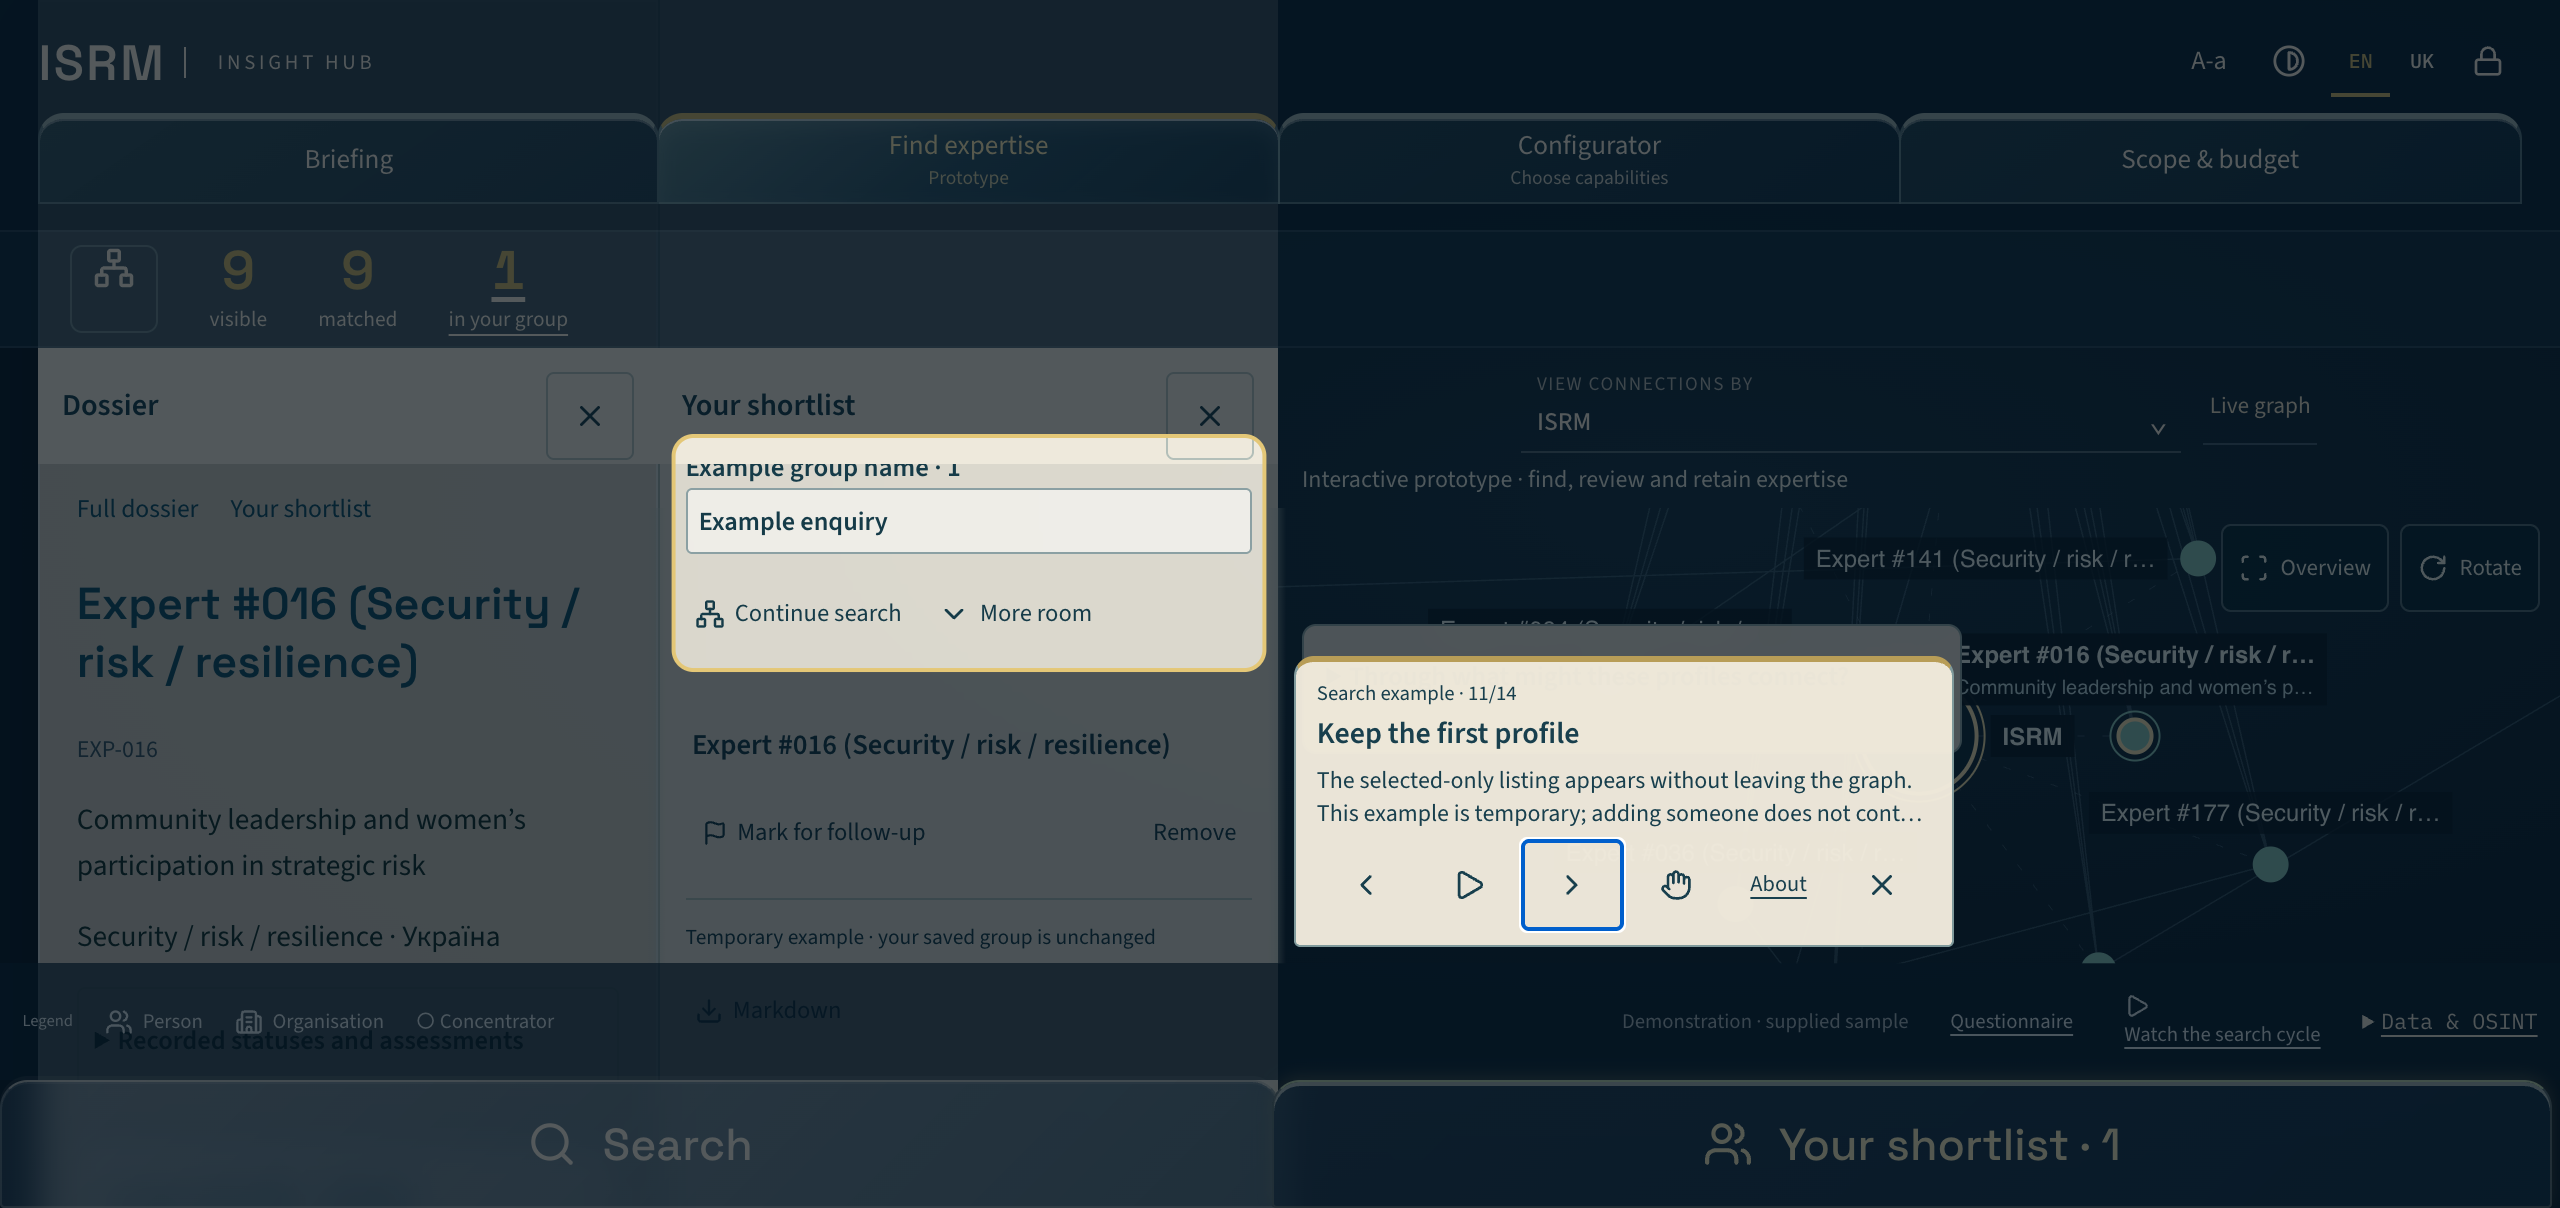 ISRM
INSIGHT HUB
A-a
EN
UK
Briefing
Find expertise
Prototype
Configurator
Choose capabilities
Scope & budget
9
visible
9
matched
1
in your group
Dossier
Full dossier
Your shortlist
Expert #016 (Security /
risk / resilience)
EXP-016
Community leadership and women’s
participation in strategic risk
Security / risk / resilience · Україна
Recorded statuses and assessments
Your shortlist
Example group name · 1
Example enquiry
Continue search
More room
Expert #016 (Security / risk / resilience)
Mark for follow-up
Remove
Temporary example · your saved group is unchanged
Markdown
VIEW CONNECTIONS BY
ISRM
Live graph
Interactive prototype · find, review and retain expertise
Expert #141 (Security / risk / r…
Overview
Rotate
Expert #016 (Security / risk / r…
Community leadership and women’s p…
ISRM
Expert #177 (Security / risk / r…
Search example · 11/14
Keep the first profile
The selected-only listing appears without leaving the graph.
This example is temporary; adding someone does not cont…
About
Legend
Person
Organisation
Concentrator
Demonstration · supplied sample
Questionnaire
Watch the search cycle
Data & OSINT
Search
Your shortlist · 1